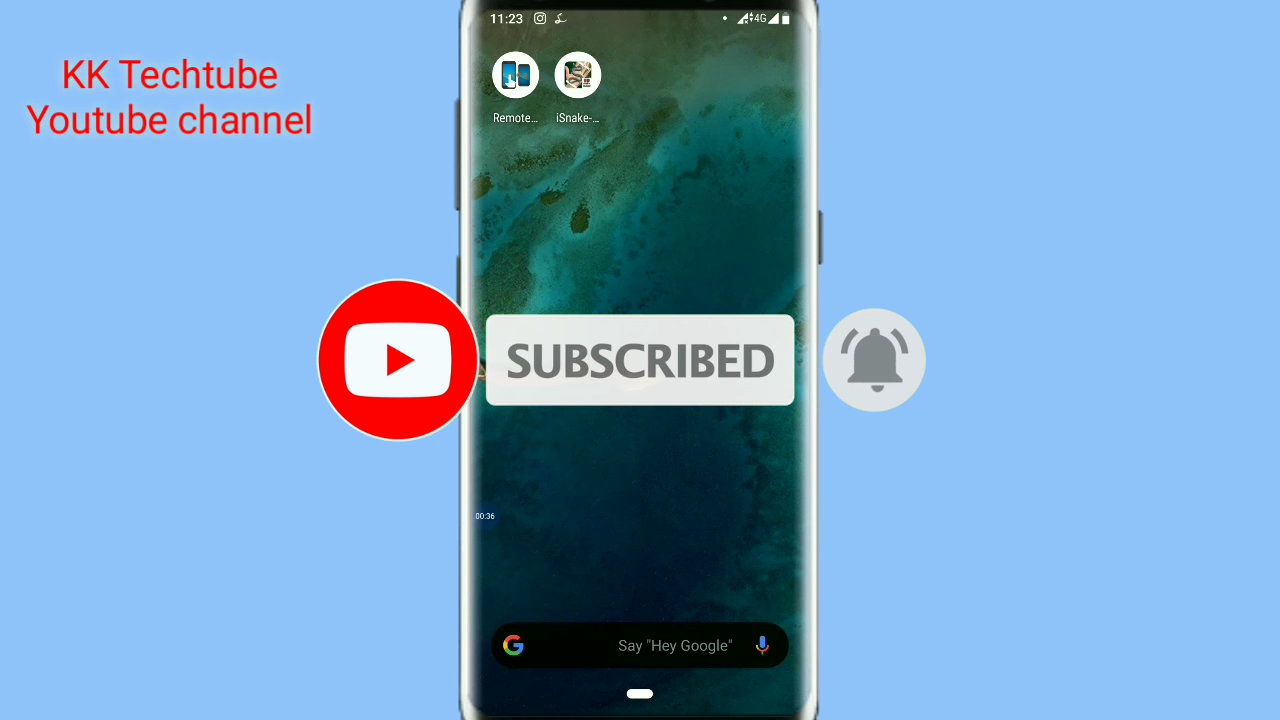 KK Techtube
Youtube channel
11:23
4G
Remote...
iSnake-...
SUBSCRIBED
00:36
Say "Hey Google"